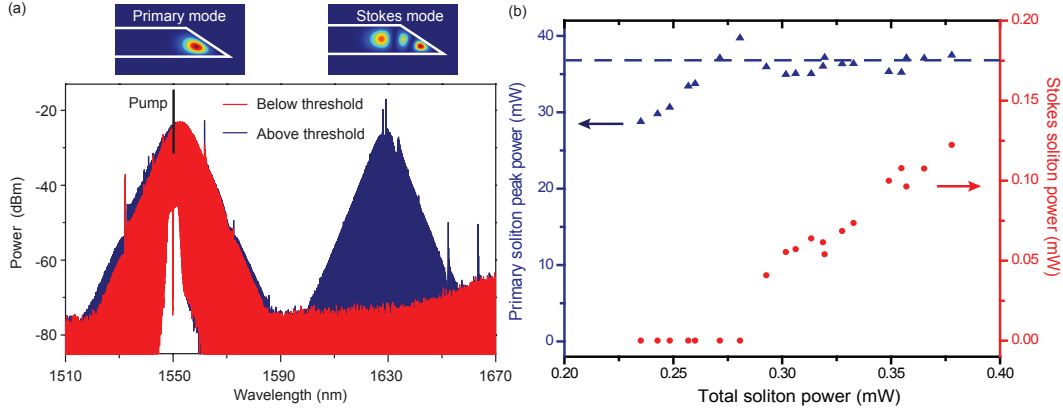 (a)
Primary mode
Stokes mode
Pump
Below threshold
Above threshold
Power (dBm)
-20
-40
-60
-80
1510
1550
1590
1630
1670
Wavelength (nm)
(b)
Primary soliton peak power (mW)
40
30
20
10
0
0.20
0.25
0.30
0.35
0.40
Total soliton power (mW)
0.20
0.15
0.10
0.05
0.00
Stokes soliton power (mW)